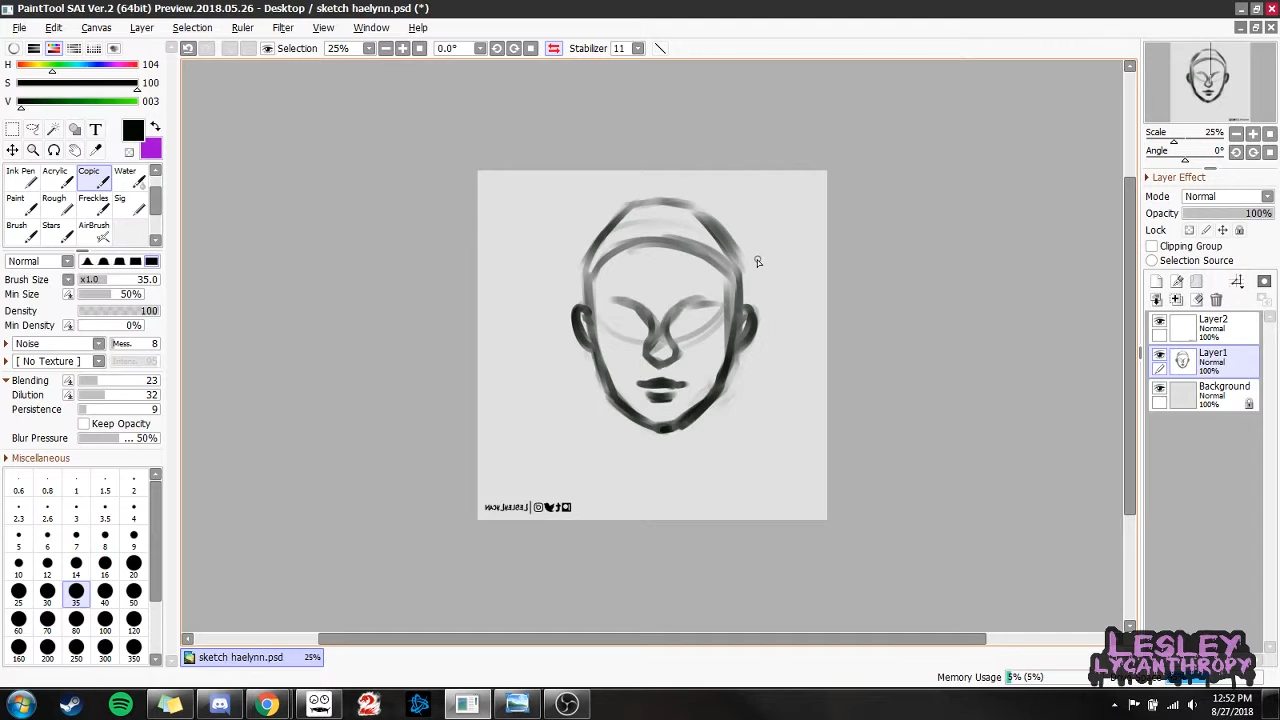 PaintTool SAI Ver.2 (64bit) Preview.2018.05.26 - Desktop / sketch haelynn.psd (*)
File Edit Canvas Layer Selection Ruler Filter View Window Help
Selection 25% 0.0° Stabilizer 11
H 104
S 100
V 003
T
Ink Pen Acrylic Copic Water
Paint Rough Freckles Sig
Brush Stars AirBrush
Normal
Brush Size x1.0 35.0
Min Size 50%
Density 100
Min Density 0%
Noise Mess. 8
[ No Texture ] Intens. 95
Blending 23
Dilution 32
Persistence 9
Keep Opacity
Blur Pressure ... 50%
Miscellaneous
0.6 0.8 1 1.5 2
2.3 2.6 3 3.5 4
5 6 7 8 9
10 12 14 16 20
25 30 35 40 50
60 70 80 100 120
160 200 250 300 350
Scale 25%
Angle 0°
Layer Effect
Mode Normal
Opacity 100%
Lock
Clipping Group
Selection Source
Layer2
Normal
100%
Layer1
Normal
100%
Background
Normal
100%
sketch haelynn.psd 25%
Memory Usage 5% (5%)
LESLEY
LYCANTHROPY
12:52 PM
8/27/2018